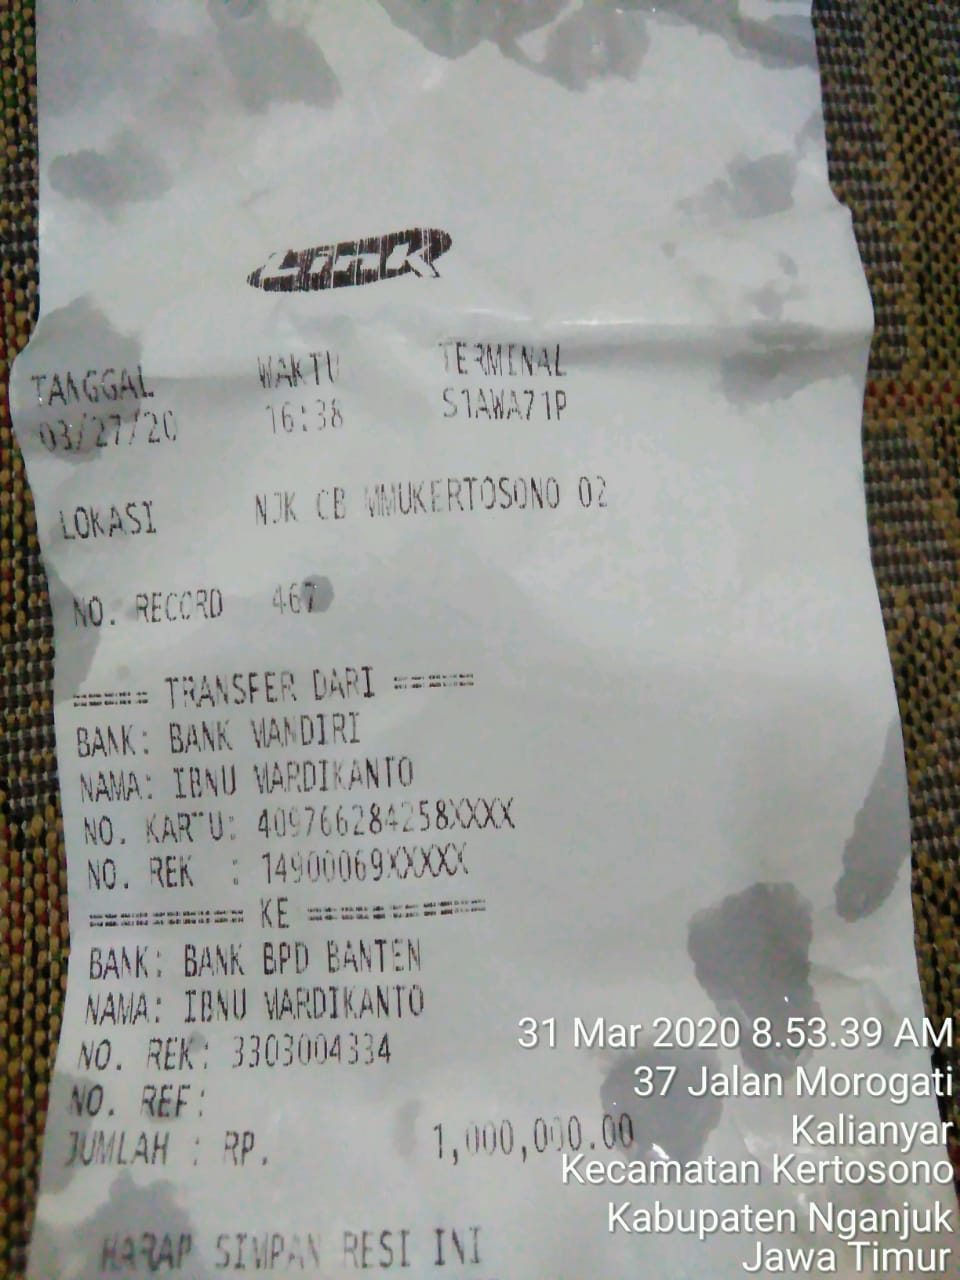 Link
TANGGAL WAKTU TERMINAL
03/27/20 16:38 S1AWA71P
LOKASI NJK CB MMUKERTOSONO 02
NO. RECORD 467
===== TRANSFER DARI =====
BANK: BANK MANDIRI
NAMA: IBNU MARDIKANTO
NO. KARTU: 409766284258XXXX
NO. REK : 14900069XXXXX
========== KE ===========
BANK: BANK BPD BANTEN
NAMA: IBNU MARDIKANTO
NO. REK: 3303004334
NO. REF:
JUMLAH : RP. 1,000,000.00
HARAP SIMPAN RESI INI
31 Mar 2020 8.53.39 AM
37 Jalan Morogati
Kalianyar
Kecamatan Kertosono
Kabupaten Nganjuk
Jawa Timur